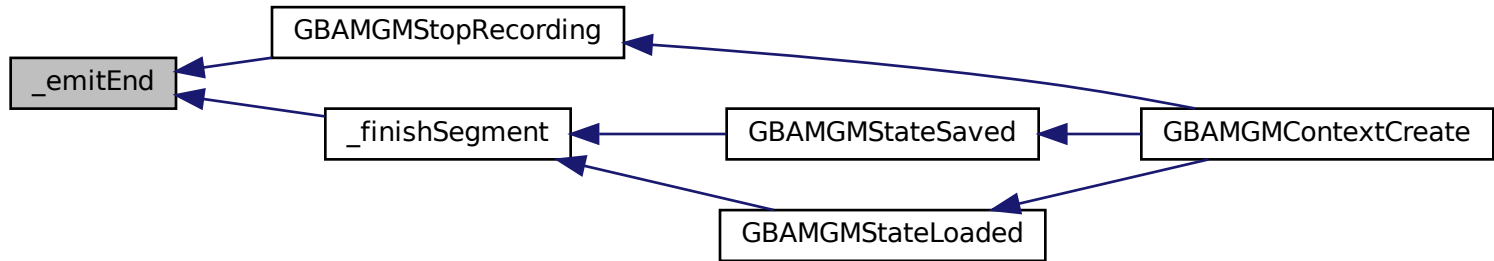 GBAMGMStopRecording
_emitEnd
_finishSegment
GBAMGMStateSaved
GBAMGMContextCreate
GBAMGMStateLoaded